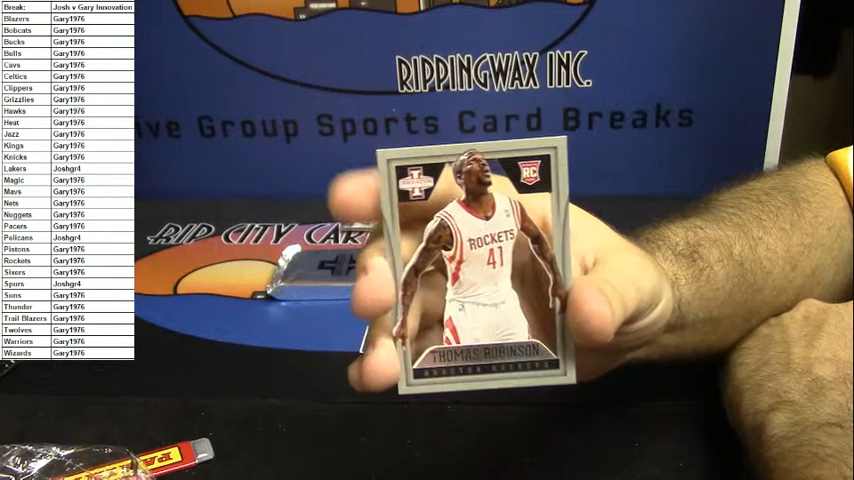 Break: Josh v Gary Innovation
Blazers Gary1976
Bobcats Gary1976
Bucks Gary1976
Bulls Gary1976
Cavs Gary1976
Celtics Gary1976
Clippers Gary1976
Grizzlies Gary1976
Hawks Gary1976
Heat Gary1976
Jazz Gary1976
Kings Gary1976
Knicks Gary1976
Lakers Joshgr4
Magic Gary1976
Mavs Gary1976
Nets Gary1976
Nuggets Gary1976
Pacers Gary1976
Pelicans Joshgr4
Pistons Gary1976
Rockets Gary1976
Sixers Gary1976
Spurs Joshgr4
Suns Gary1976
Thunder Gary1976
Trail Blazers Gary1976
Twolves Gary1976
Warriors Gary1976
Wizards Gary1976
RIPPINGWAX INC.
ive Group Sports Card Breaks
RIP CITY CAR
RC
ROCKETS
41
THOMAS ROBINSON
HOUSTON ROCKETS